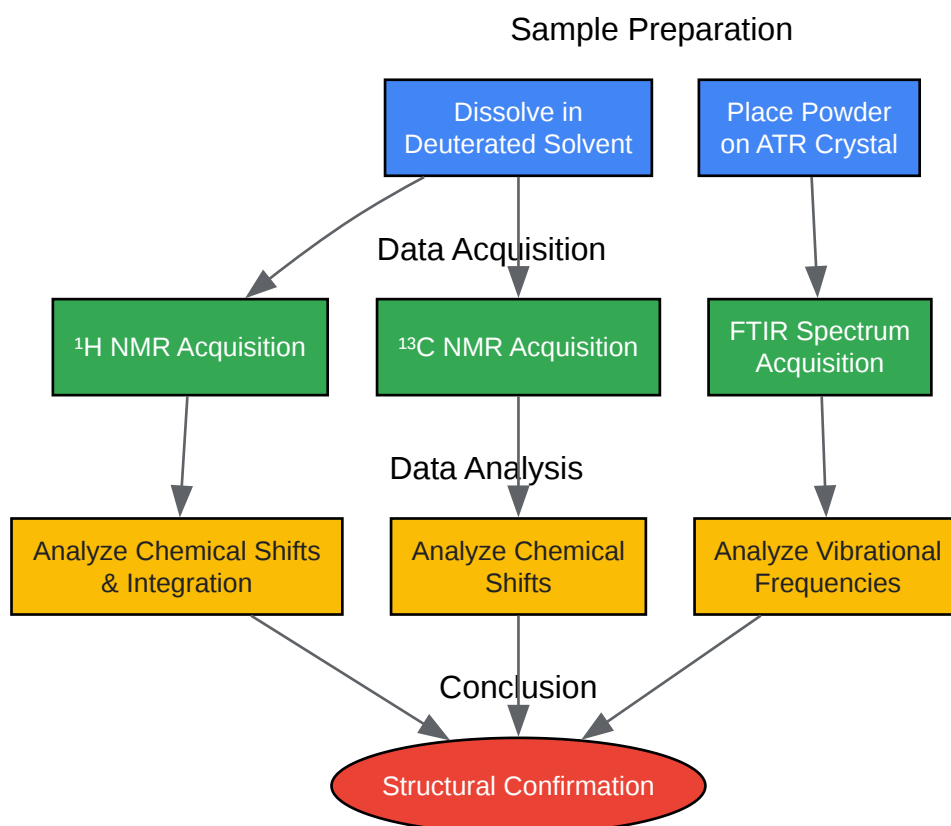 Sample Preparation
Dissolve in
Deuterated Solvent
Place Powder
on ATR Crystal
Data Acquisition
¹H NMR Acquisition
¹³C NMR Acquisition
FTIR Spectrum
Acquisition
Data Analysis
Analyze Chemical Shifts
& Integration
Analyze Chemical
Shifts
Analyze Vibrational
Frequencies
Conclusion
Structural Confirmation